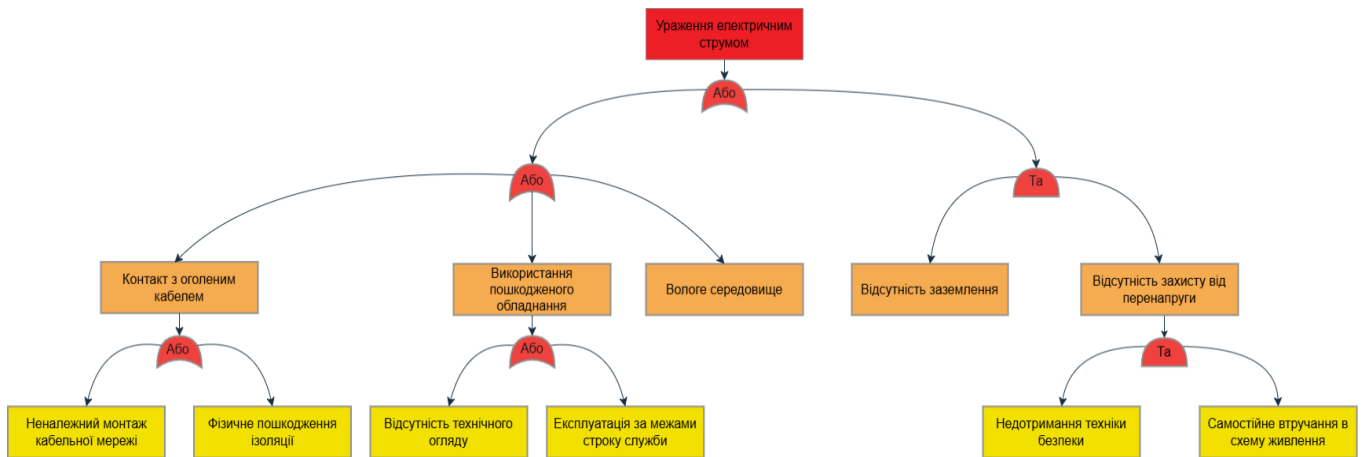 Ураження електричним
струмом
Або
Або
Та
Контакт з оголеним
кабелем
Використання
пошкодженого
обладнання
Вологе середовище
Відсутність заземлення
Відсутність захисту від
перенапруги
Або
Або
Та
Неналежний монтаж
кабельної мережі
Фізичне пошкодження
ізоляції
Відсутність технічного
огляду
Експлуатація за межами
строку служби
Недотримання техніки
безпеки
Самостійне втручання в
схему живлення